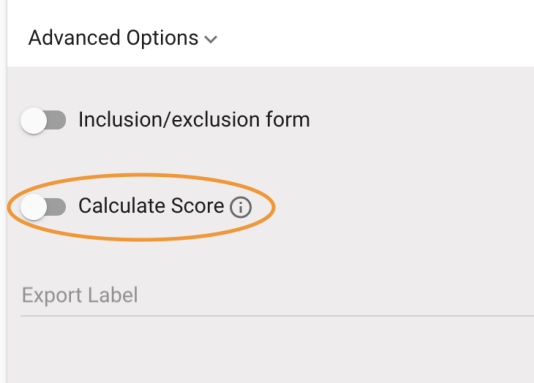 Advanced Options
Inclusion/exclusion form
Calculate Score
Export Label